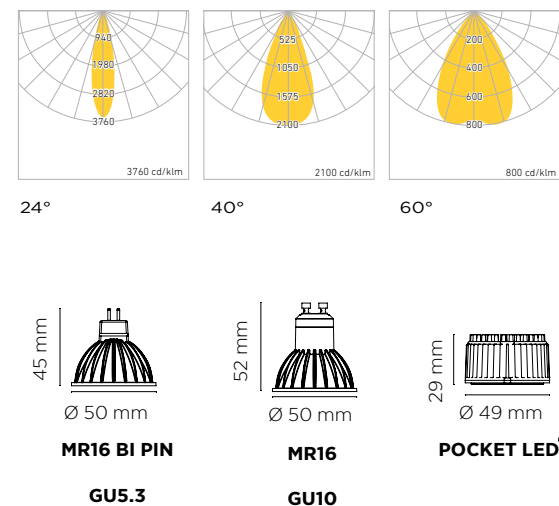 940
1980
2820
3760
3760 cd/klm
525
1050
1575
2100
2100 cd/klm
200
400
600
800
800 cd/klm
24°
40°
60°
45 mm
Ø 50 mm
52 mm
Ø 50 mm
29 mm
Ø 49 mm
MR16 BI PIN
GU5.3
MR16
GU10
POCKET LED